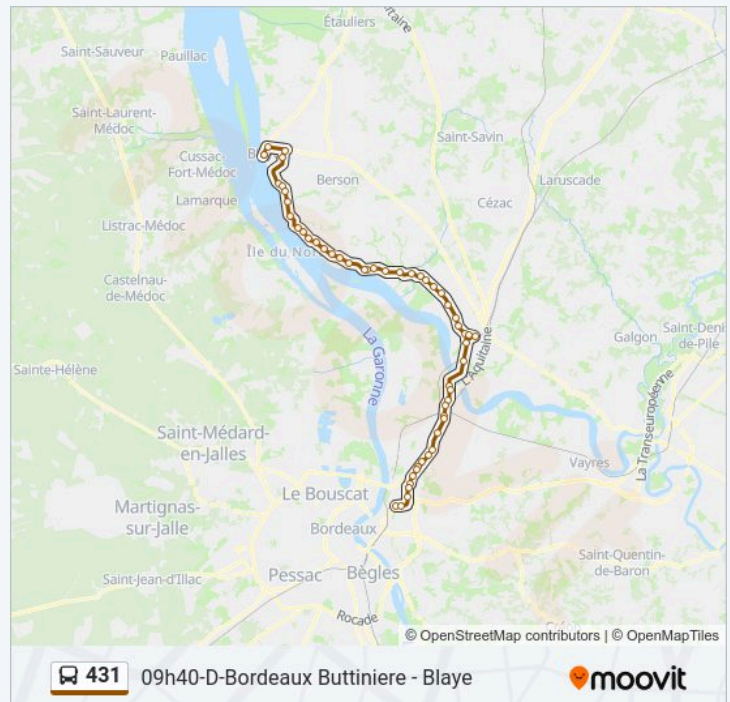 Étauliers
Saint-Sauveur
Pauillac
Saint-Laurent-
Médoc
Saint-Savin
Cussac-
Fort-Médoc
Berson
Laruscade
Lamarque
Cézac
Listrac-Médoc
Castelnau-
de-Médoc
L'Aquitaine
Galgon
Saint-Denis
de-Pile
La Garonne
Sainte-Hélène
La Transeuropéenne
Saint-Médard-
en-Jalles
Vayres
Le Bouscat
Martignas-
sur-Jalle
Bordeaux
Saint-Jean-d'Illac
Pessac
Bègles
Saint-Quentin-
de-Baron
Rocade
© OpenStreetMap contributors | © OpenMapTiles
431 09h40-D-Bordeaux Buttiniere - Blaye
moovit